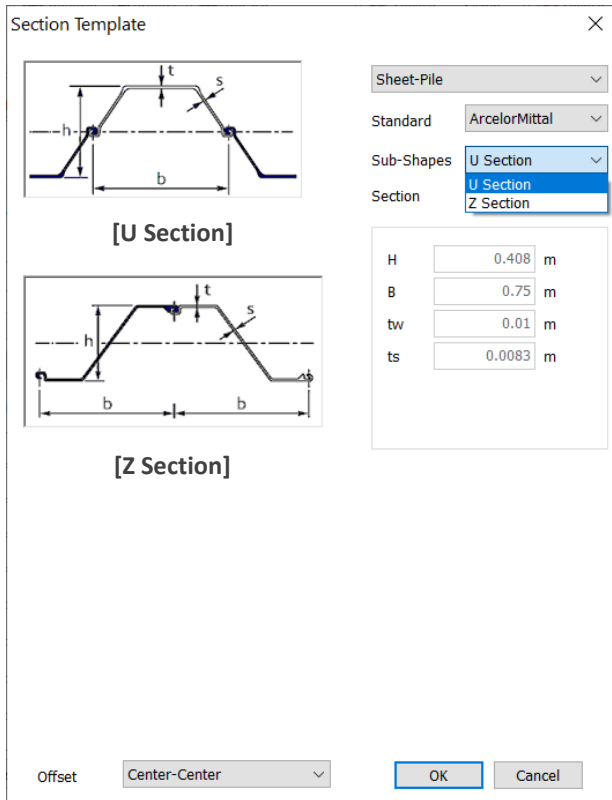 Section Template
t
s
h
b
[U Section]
t
s
h
b
b
[Z Section]
Sheet-Pile
Standard
ArcelorMittal
Sub-Shapes
U Section
U Section
Z Section
Section
H
0.408
m
B
0.75
m
tw
0.01
m
ts
0.0083
m
Offset
Center-Center
OK
Cancel